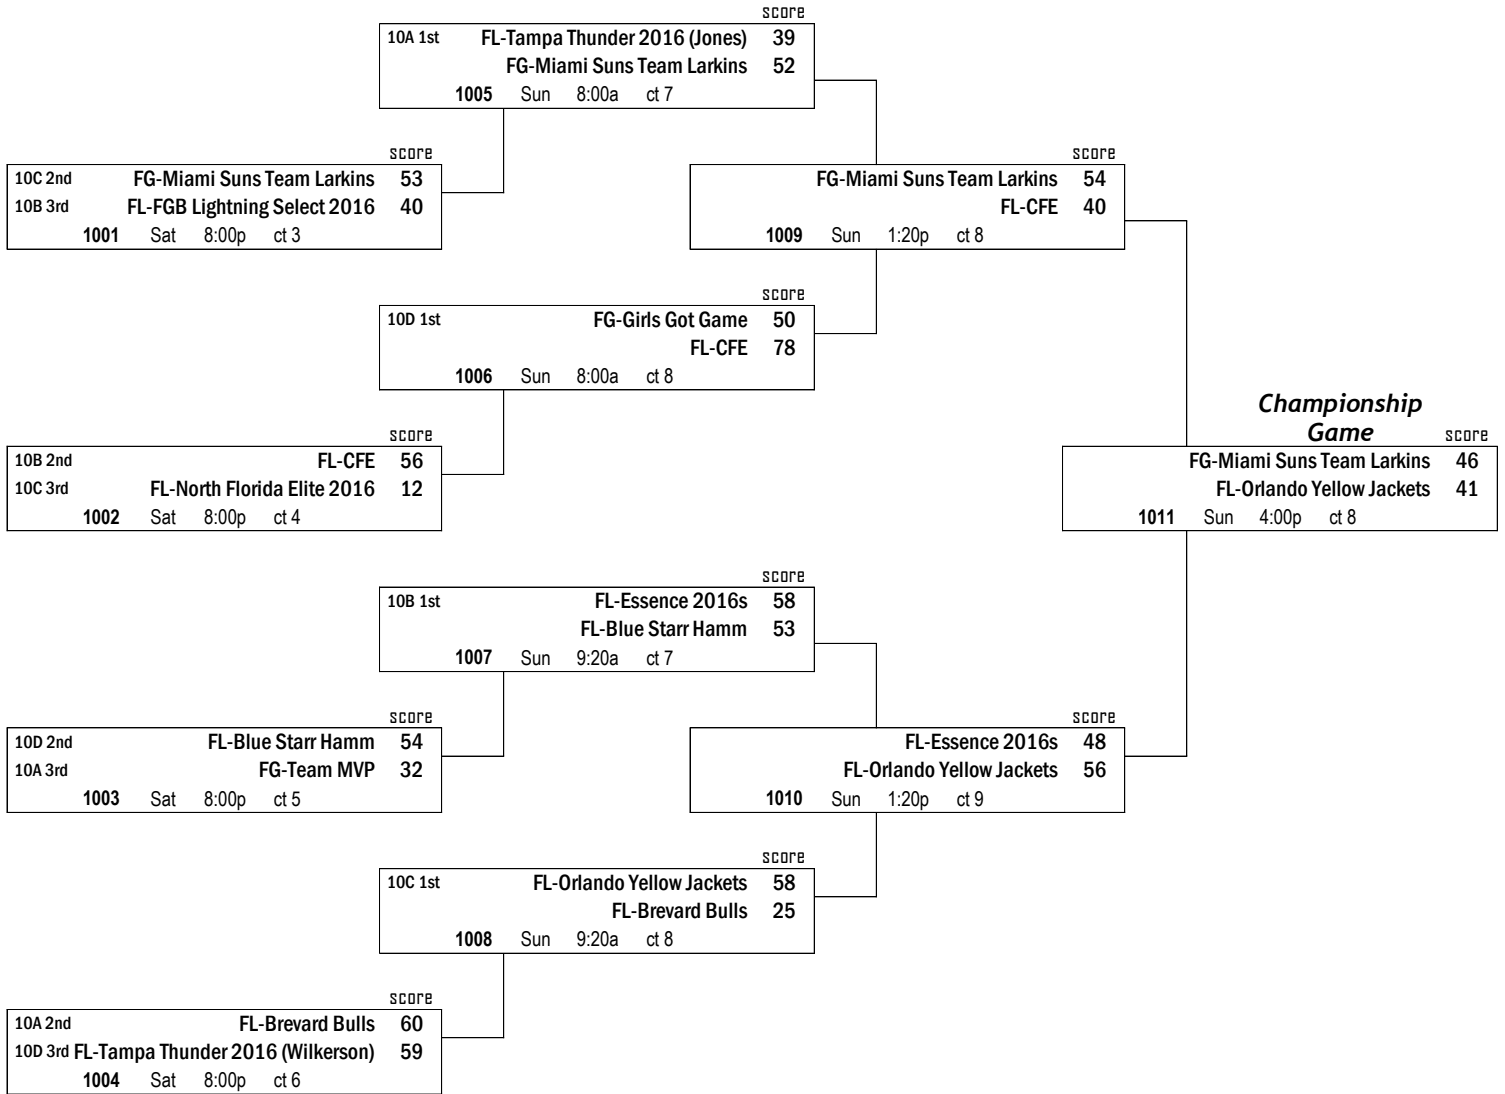 score
10A 1st FL-Tampa Thunder 2016 (Jones) 39
FG-Miami Suns Team Larkins 52
1005 Sun 8:00a ct 7
score
10C 2nd FG-Miami Suns Team Larkins 53
10B 3rd FL-FGB Lightning Select 2016 40
1001 Sat 8:00p ct 3
score
FG-Miami Suns Team Larkins 54
FL-CFE 40
1009 Sun 1:20p ct 8
score
10D 1st FG-Girls Got Game 50
FL-CFE 78
1006 Sun 8:00a ct 8
score
10B 2nd FL-CFE 56
10C 3rd FL-North Florida Elite 2016 12
1002 Sat 8:00p ct 4
Championship
Game score
FG-Miami Suns Team Larkins 46
FL-Orlando Yellow Jackets 41
1011 Sun 4:00p ct 8
score
10B 1st FL-Essence 2016s 58
FL-Blue Starr Hamm 53
1007 Sun 9:20a ct 7
score
10D 2nd FL-Blue Starr Hamm 54
10A 3rd FG-Team MVP 32
1003 Sat 8:00p ct 5
score
FL-Essence 2016s 48
FL-Orlando Yellow Jackets 56
1010 Sun 1:20p ct 9
score
10C 1st FL-Orlando Yellow Jackets 58
FL-Brevard Bulls 25
1008 Sun 9:20a ct 8
score
10A 2nd FL-Brevard Bulls 60
10D 3rd FL-Tampa Thunder 2016 (Wilkerson) 59
1004 Sat 8:00p ct 6